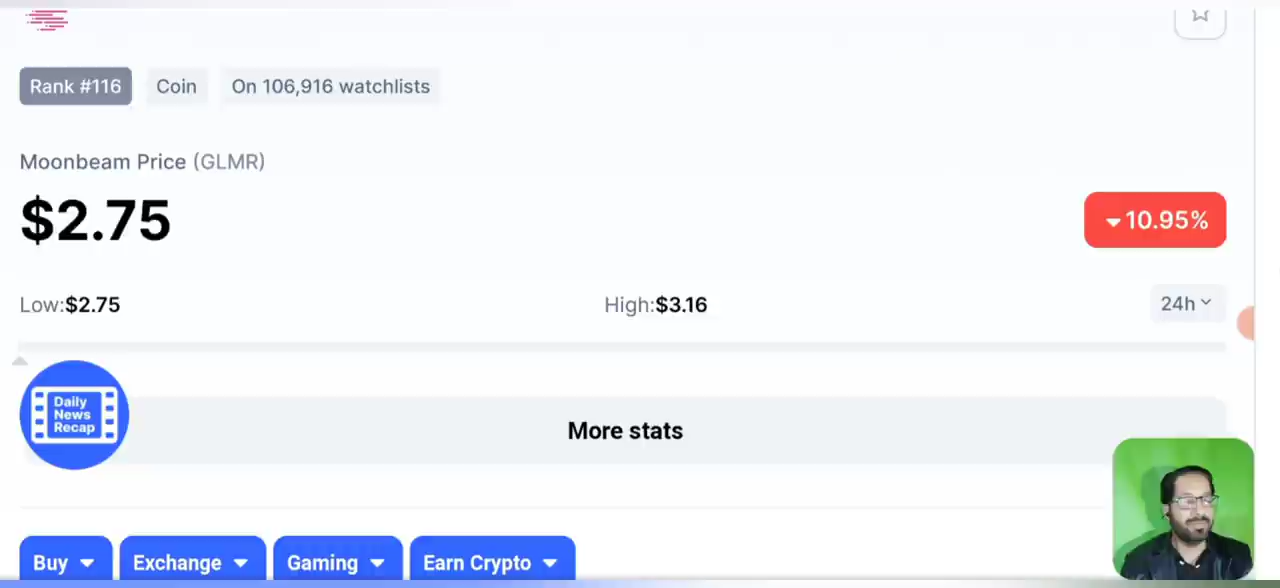 Rank #116 Coin On 106,916 watchlists
Moonbeam Price (GLMR)
$2.75
10.95%
Low:$2.75 High:$3.16 24h
Daily
News
Recap
More stats
Buy Exchange Gaming Earn Crypto